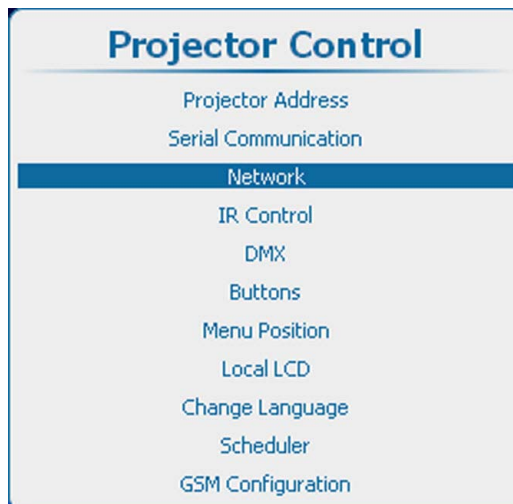 Projector Control
Projector Address
Serial Communication
Network
IR Control
DMX
Buttons
Menu Position
Local LCD
Change Language
Scheduler
GSM Configuration